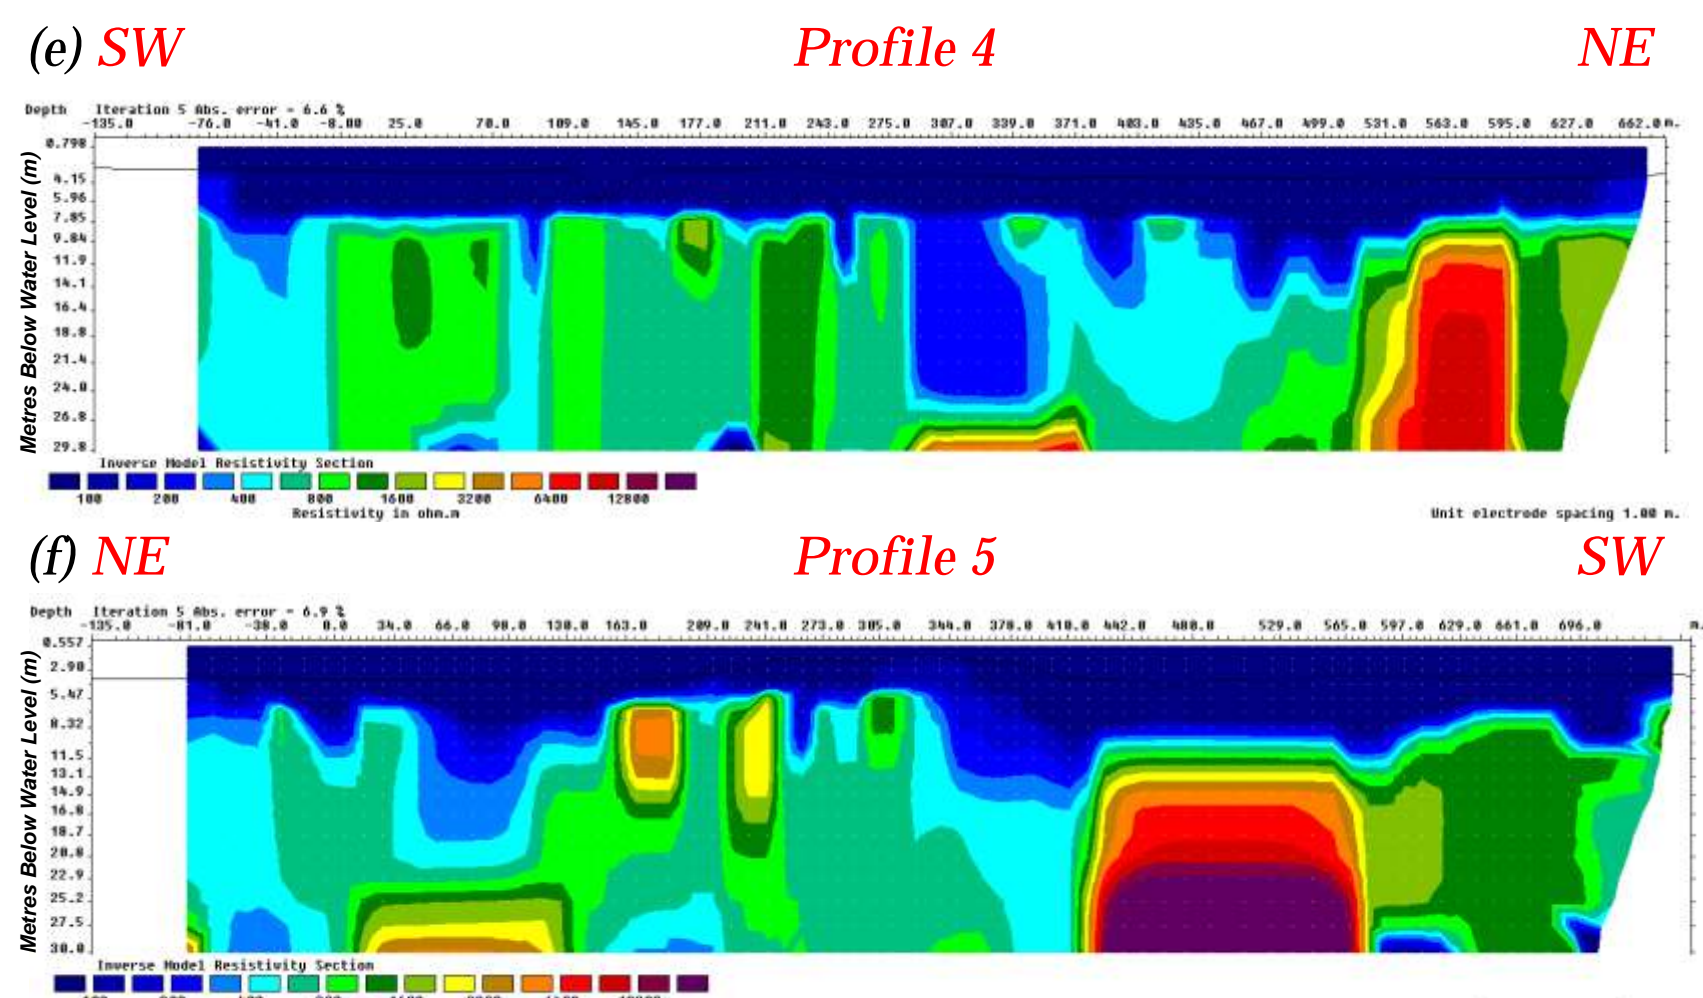 (e) SW Profile 4 NE
Depth Iteration 5 Abs. error = 6.6 %
-135.0 -76.0 -41.0 -8.00 25.0 70.0 109.0 145.0 177.0 211.0 243.0 275.0 307.0 339.0 371.0 403.0 435.0 467.0 499.0 531.0 563.0 595.0 627.0 662.0 m.
Metres Below Water Level (m)
0.798
4.15
5.96
7.85
9.84
11.9
14.1
16.4
18.8
21.4
24.0
26.8
29.8
Inverse Model Resistivity Section
100 200 400 800 1600 3200 6400 12800
Resistivity in ohm.m
Unit electrode spacing 1.00 m.
(f) NE Profile 5 SW
Depth Iteration 5 Abs. error = 6.9 %
-135.0 -81.0 -38.0 0.0 34.0 66.0 98.0 130.0 163.0 209.0 241.0 273.0 305.0 344.0 378.0 410.0 442.0 480.0 529.0 565.0 597.0 629.0 661.0 696.0 m.
Metres Below Water Level (m)
0.557
2.90
5.47
8.32
11.5
13.1
14.9
16.8
18.7
20.8
22.9
25.2
27.5
30.0
Inverse Model Resistivity Section